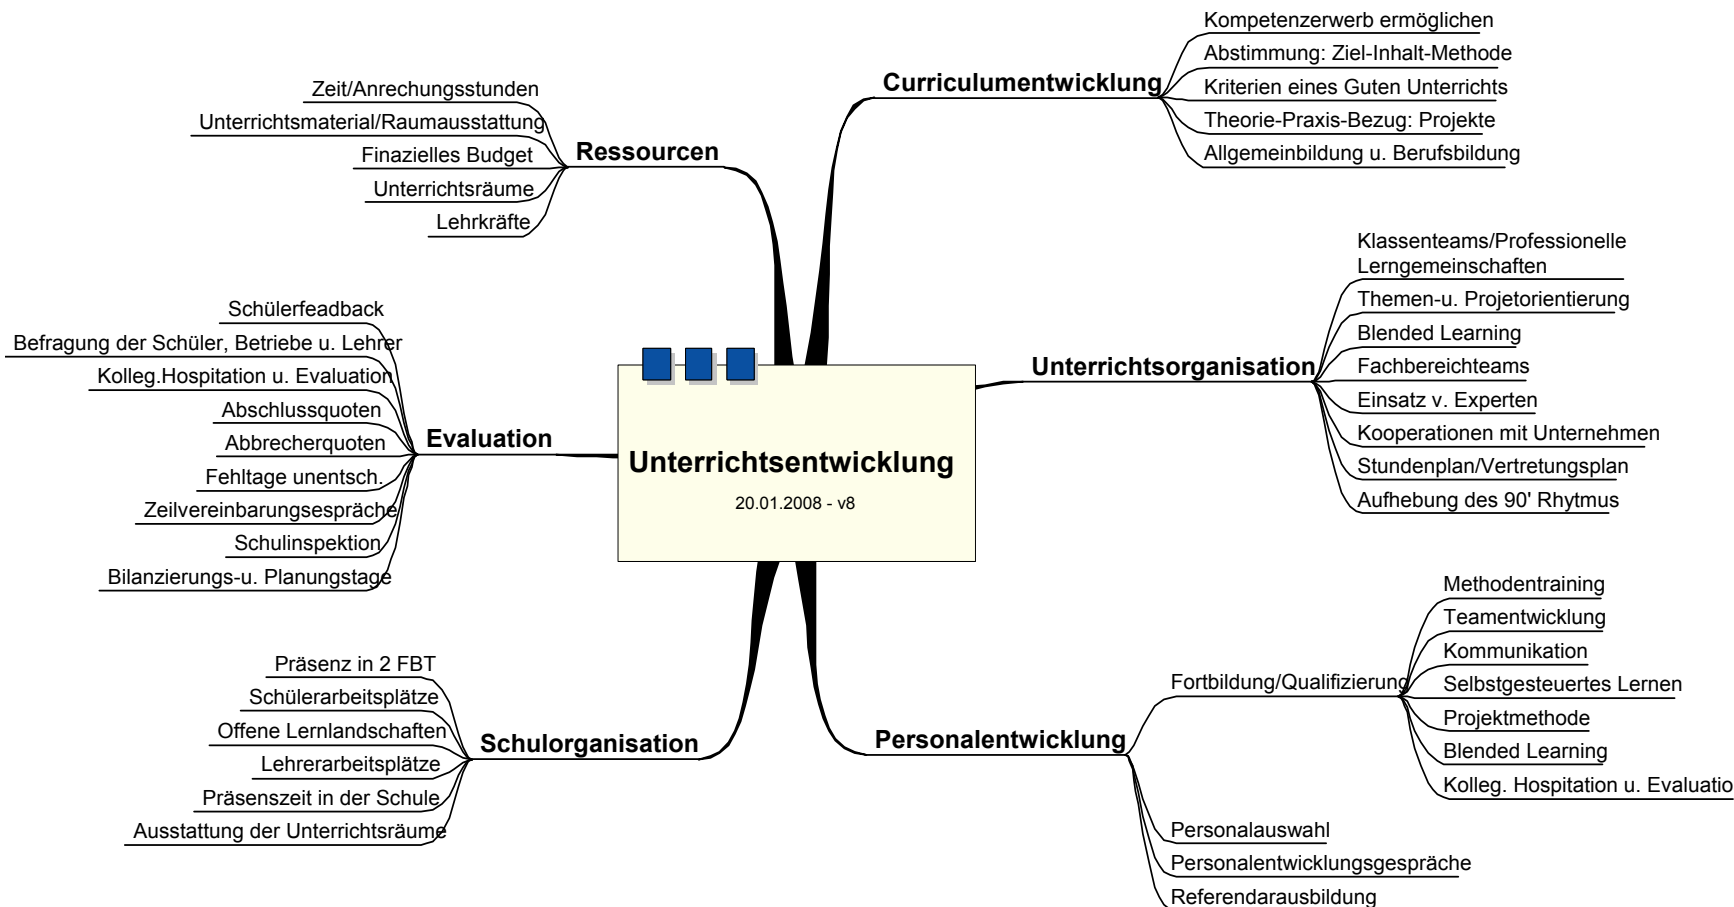 Unterrichtsentwicklung
20.01.2008 - v8
Curriculumentwicklung
Kompetenzerwerb ermöglichen
Abstimmung: Ziel-Inhalt-Methode
Kriterien eines Guten Unterrichts
Theorie-Praxis-Bezug: Projekte
Allgemeinbildung u. Berufsbildung
Unterrichtsorganisation
Klassenteams/Professionelle
Lerngemeinschaften
Themen-u. Projetorientierung
Blended Learning
Fachbereichteams
Einsatz v. Experten
Kooperationen mit Unternehmen
Stundenplan/Vertretungsplan
Aufhebung des 90' Rhytmus
Personalentwicklung
Fortbildung/Qualifizierung
Methodentraining
Teamentwicklung
Kommunikation
Selbstgesteuertes Lernen
Projektmethode
Blended Learning
Kolleg. Hospitation u. Evaluatio
Personalauswahl
Personalentwicklungsgespräche
Referendarausbildung
Ressourcen
Zeit/Anrechungsstunden
Unterrichtsmaterial/Raumausstattung
Finazielles Budget
Unterrichtsräume
Lehrkräfte
Evaluation
Schülerfeadback
Befragung der Schüler, Betriebe u. Lehrer
Kolleg.Hospitation u. Evaluation
Abschlussquoten
Abbrecherquoten
Fehltage unentsch.
Zeilvereinbarungsespräche
Schulinspektion
Bilanzierungs-u. Planungstage
Schulorganisation
Präsenz in 2 FBT
Schülerarbeitsplätze
Offene Lernlandschaften
Lehrerarbeitsplätze
Präsenszeit in der Schule
Ausstattung der Unterrichtsräume